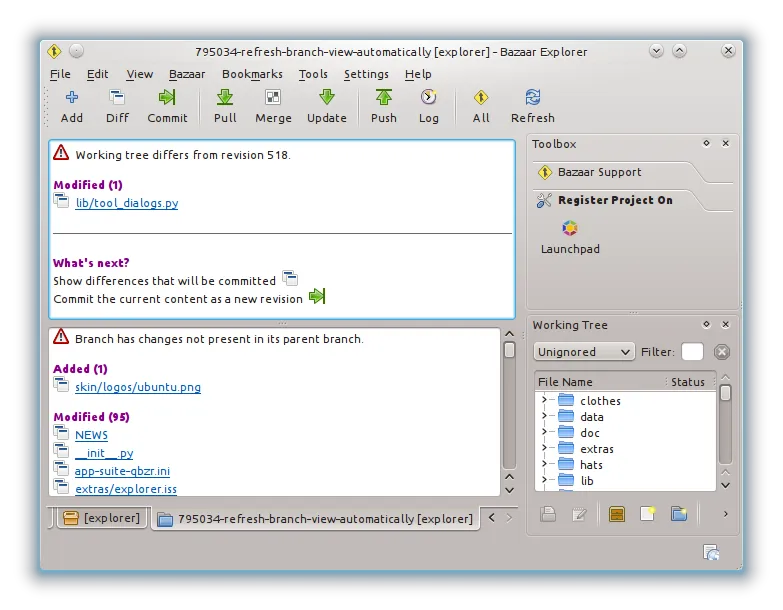 795034-refresh-branch-view-automatically [explorer] - Bazaar Explorer
File Edit View Bazaar Bookmarks Tools Settings Help
Add Diff Commit Pull Merge Update Push Log All Refresh
Working tree differs from revision 518.
Modified (1)
lib/tool_dialogs.py
What's next?
Show differences that will be committed
Commit the current content as a new revision
Branch has changes not present in its parent branch.
Added (1)
skin/logos/ubuntu.png
Modified (95)
NEWS
__init__.py
app-suite-qbzr.ini
extras/explorer.iss
[explorer] 795034-refresh-branch-view-automatically [explorer]
Toolbox
Bazaar Support
Register Project On
Launchpad
Working Tree
Unignored Filter:
File Name Status
clothes
data
doc
extras
hats
lib